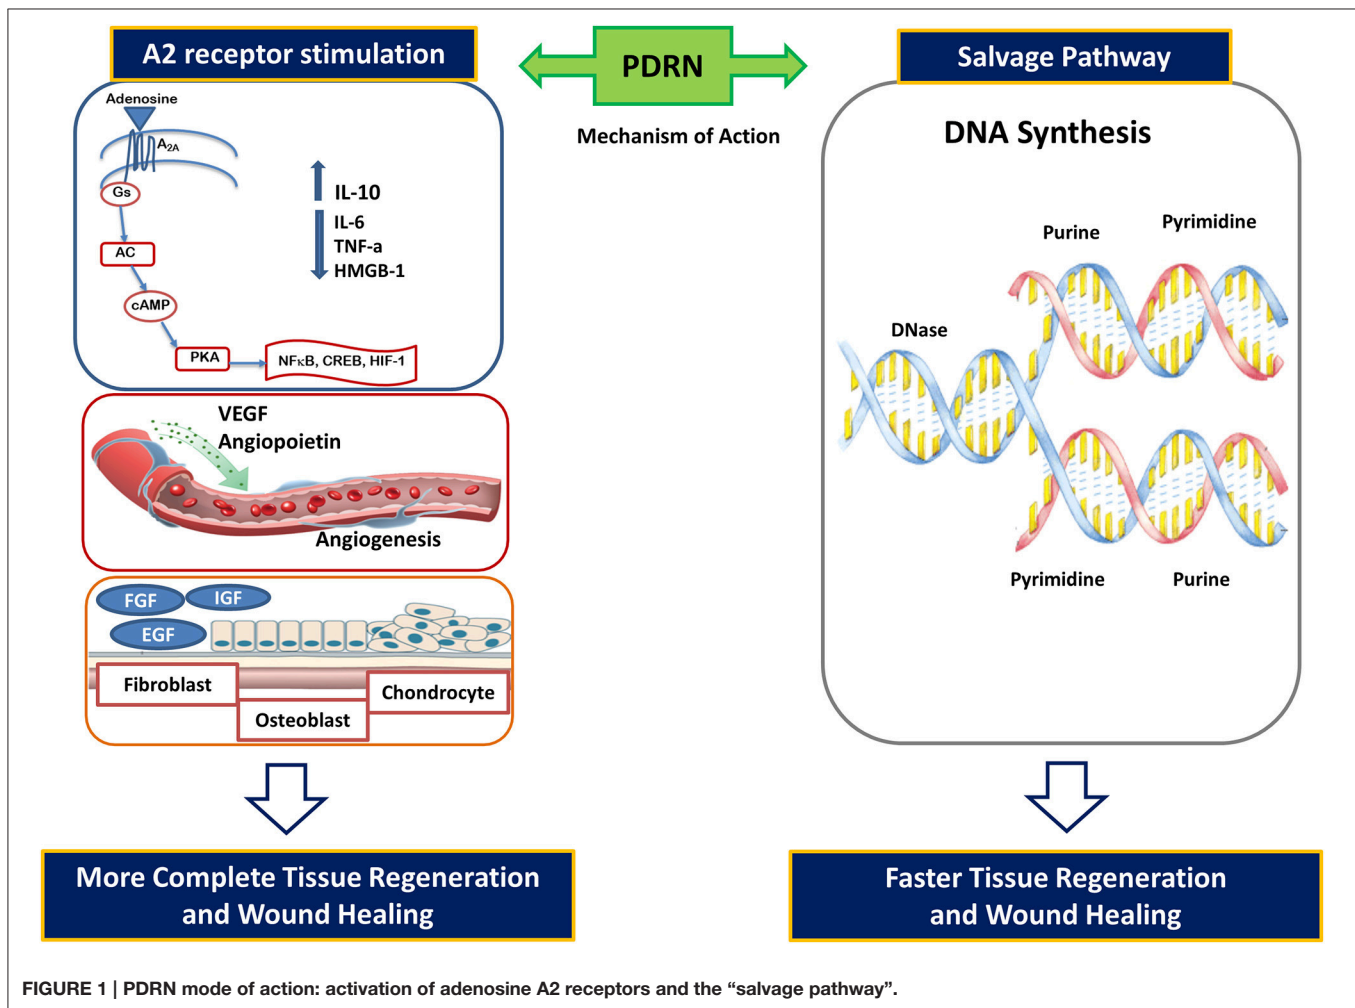 A2 receptor stimulation
PDRN
Mechanism of Action
Salvage Pathway
Adenosine
A2A
Gs
AC
cAMP
PKA
NFκB, CREB, HIF-1
IL-10
IL-6
TNF-a
HMGB-1
VEGF
Angiopoietin
Angiogenesis
FGF
IGF
EGF
Fibroblast
Osteoblast
Chondrocyte
More Complete Tissue Regeneration
and Wound Healing
DNA Synthesis
Purine
Pyrimidine
DNase
Pyrimidine
Purine
Faster Tissue Regeneration
and Wound Healing
FIGURE 1 | PDRN mode of action: activation of adenosine A2 receptors and the “salvage pathway”.